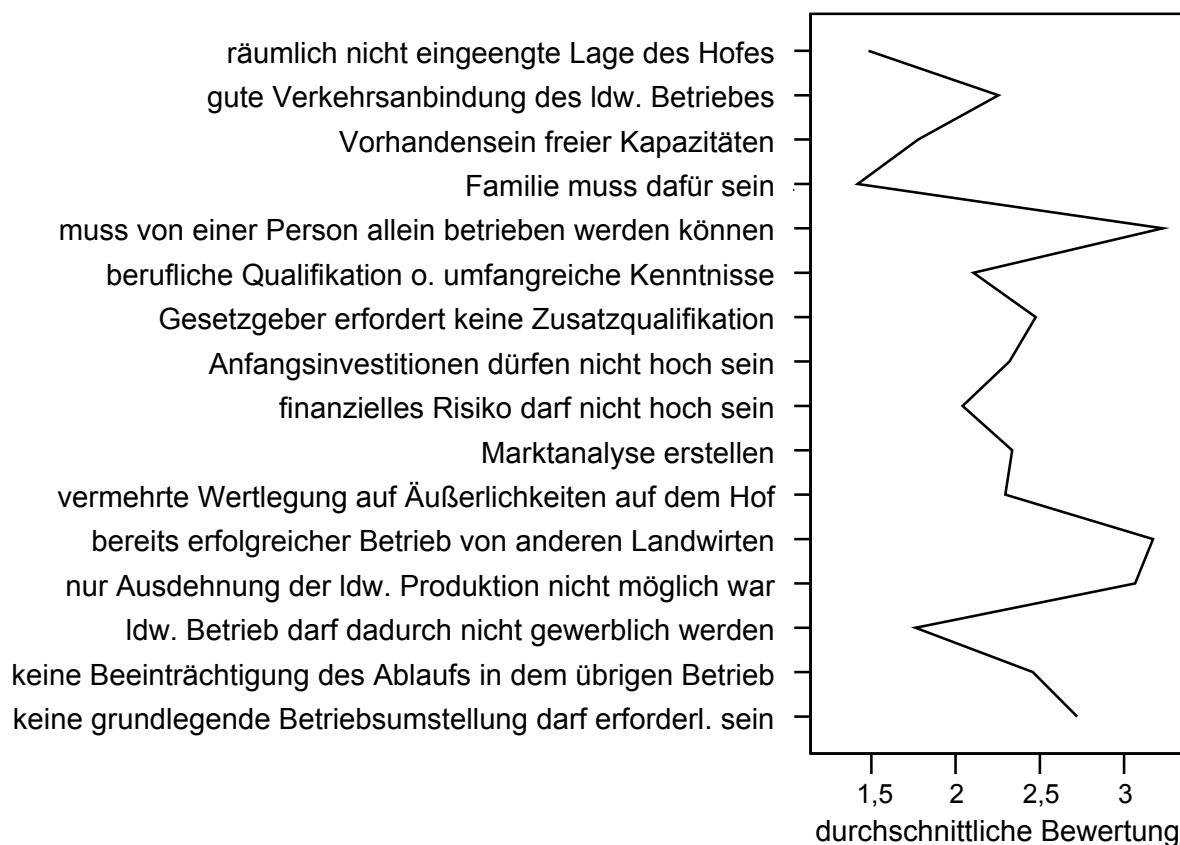 räumlich nicht eingeengte Lage des Hofes
gute Verkehrsanbindung des ldw. Betriebes
Vorhandensein freier Kapazitäten
Familie muss dafür sein
muss von einer Person allein betrieben werden können
berufliche Qualifikation o. umfangreiche Kenntnisse
Gesetzgeber erfordert keine Zusatzqualifikation
Anfangsinvestitionen dürfen nicht hoch sein
finanzielles Risiko darf nicht hoch sein
Marktanalyse erstellen
vermehrte Wertlegung auf Äußerlichkeiten auf dem Hof
bereits erfolgreicher Betrieb von anderen Landwirten
nur Ausdehnung der ldw. Produktion nicht möglich war
ldw. Betrieb darf dadurch nicht gewerblich werden
keine Beeinträchtigung des Ablaufs in dem übrigen Betrieb
keine grundlegende Betriebsumstellung darf erforderl. sein
1,5 2 2,5 3
durchschnittliche Bewertung